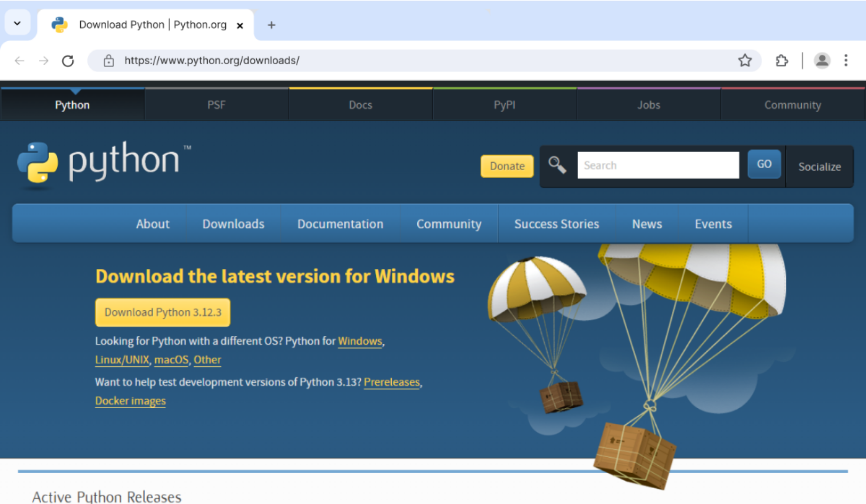 Download Python | Python.org
https://www.python.org/downloads/
Python PSF Docs PyPI Jobs Community
python™
Donate Search GO Socialize
About Downloads Documentation Community Success Stories News Events
Download the latest version for Windows
Download Python 3.12.3
Looking for Python with a different OS? Python for Windows,
Linux/UNIX, macOS, Other
Want to help test development versions of Python 3.13? Prereleases,
Docker images
Active Python Releases